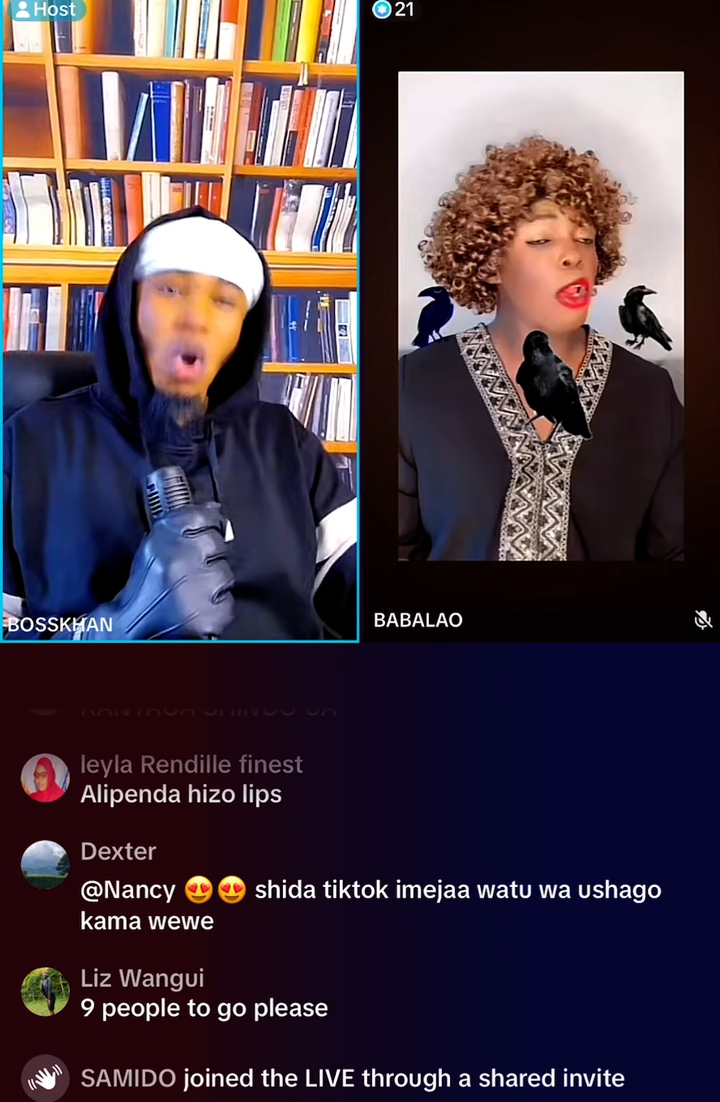 Host
21
BOSSKHAN
BABALAO
leyla Rendille finest
Alipenda hizo lips
Dexter
@Nancy 😍😍 shida tiktok imejaa watu wa ushago
kama wewe
Liz Wangui
9 people to go please
SAMIDO joined the LIVE through a shared invite